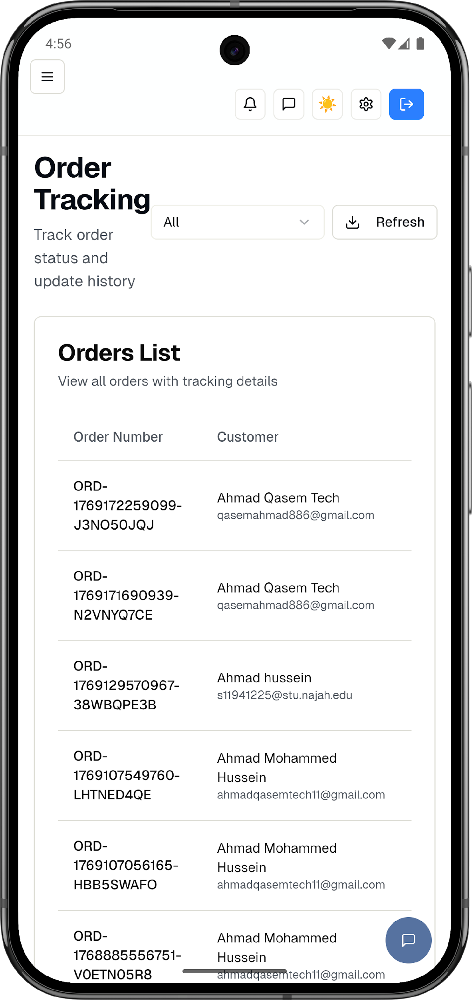 4:56
Order
Tracking
Track order
status and
update history
All
Refresh
Orders List
View all orders with tracking details
Order Number
Customer
ORD-
1769172259099-
J3NO50JQJ
Ahmad Qasem Tech
qasemahmad886@gmail.com
ORD-
1769171690939-
N2VNYQ7CE
Ahmad Qasem Tech
qasemahmad886@gmail.com
ORD-
1769129570967-
38WBQPE3B
Ahmad hussein
s11941225@stu.najah.edu
ORD-
1769107549760-
LHTNED4QE
Ahmad Mohammed
Hussein
ahmadqasemtech11@gmail.com
ORD-
1769107056165-
HBB5SWAFO
Ahmad Mohammed
Hussein
ahmadqasemtech11@gmail.com
ORD-
1768885556751-
V0ETN05R8
Ahmad Mohammed
Hussein
ahmadqasemtech11@gmail.com